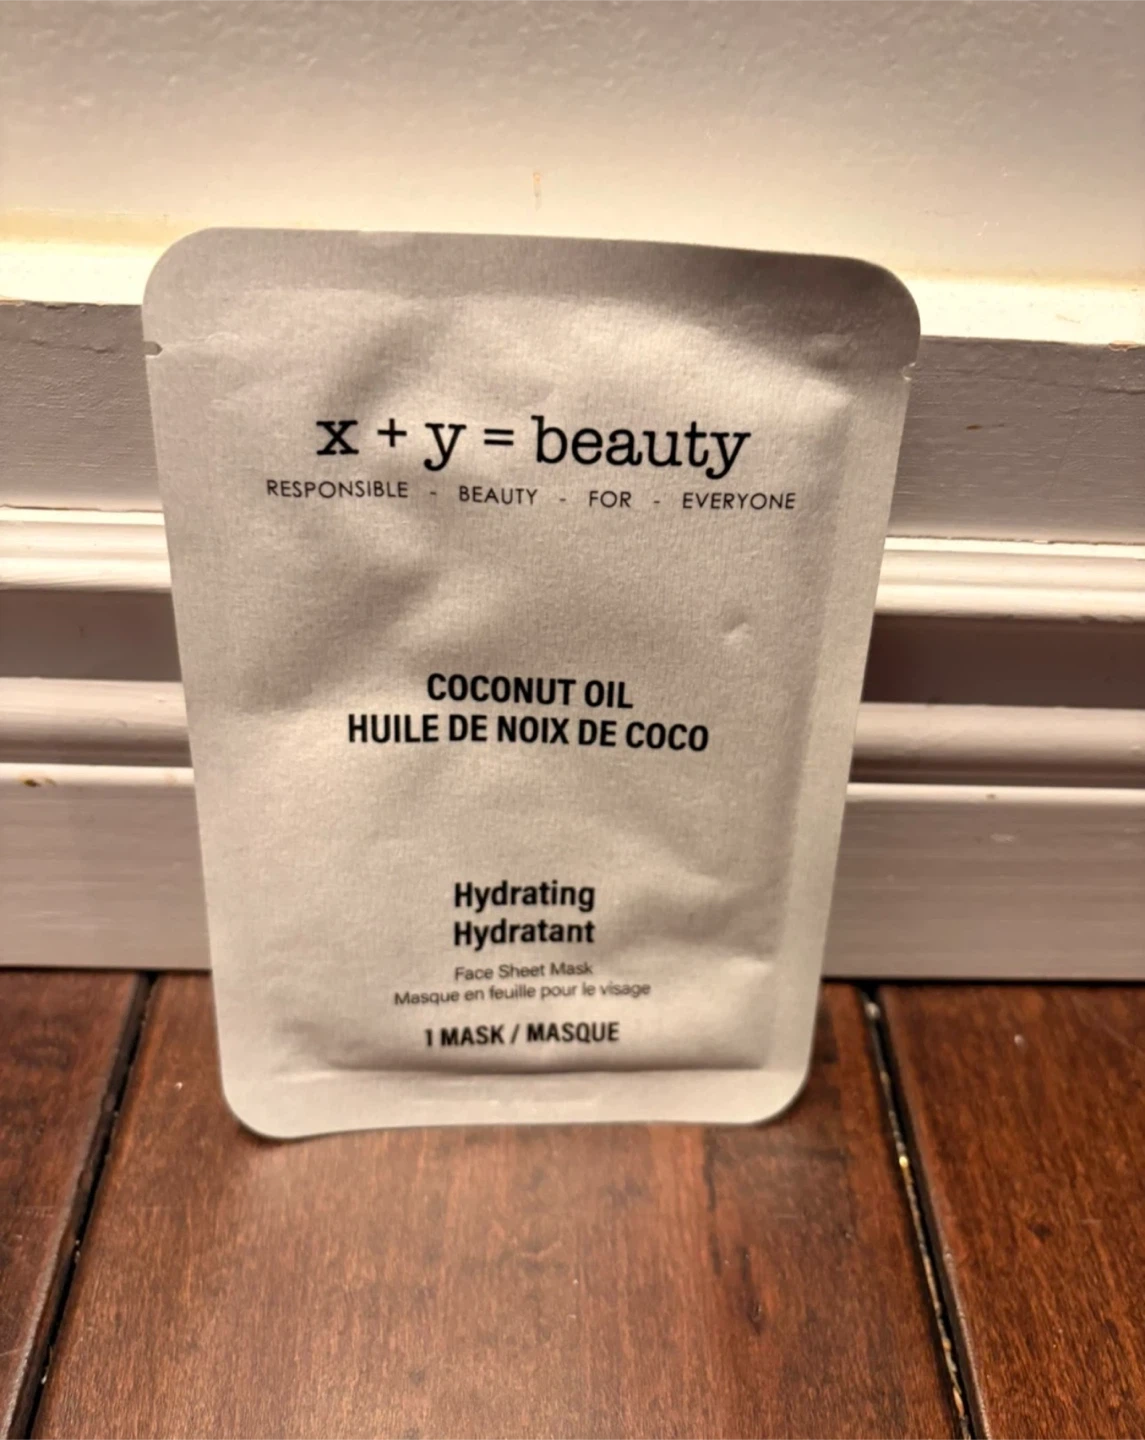 x + y = beauty
RESPONSIBLE - BEAUTY - FOR - EVERYONE
COCONUT OIL
HUILE DE NOIX DE COCO
Hydrating
Hydratant
Face Sheet Mask
Masque en feuille pour le visage
1 MASK / MASQUE